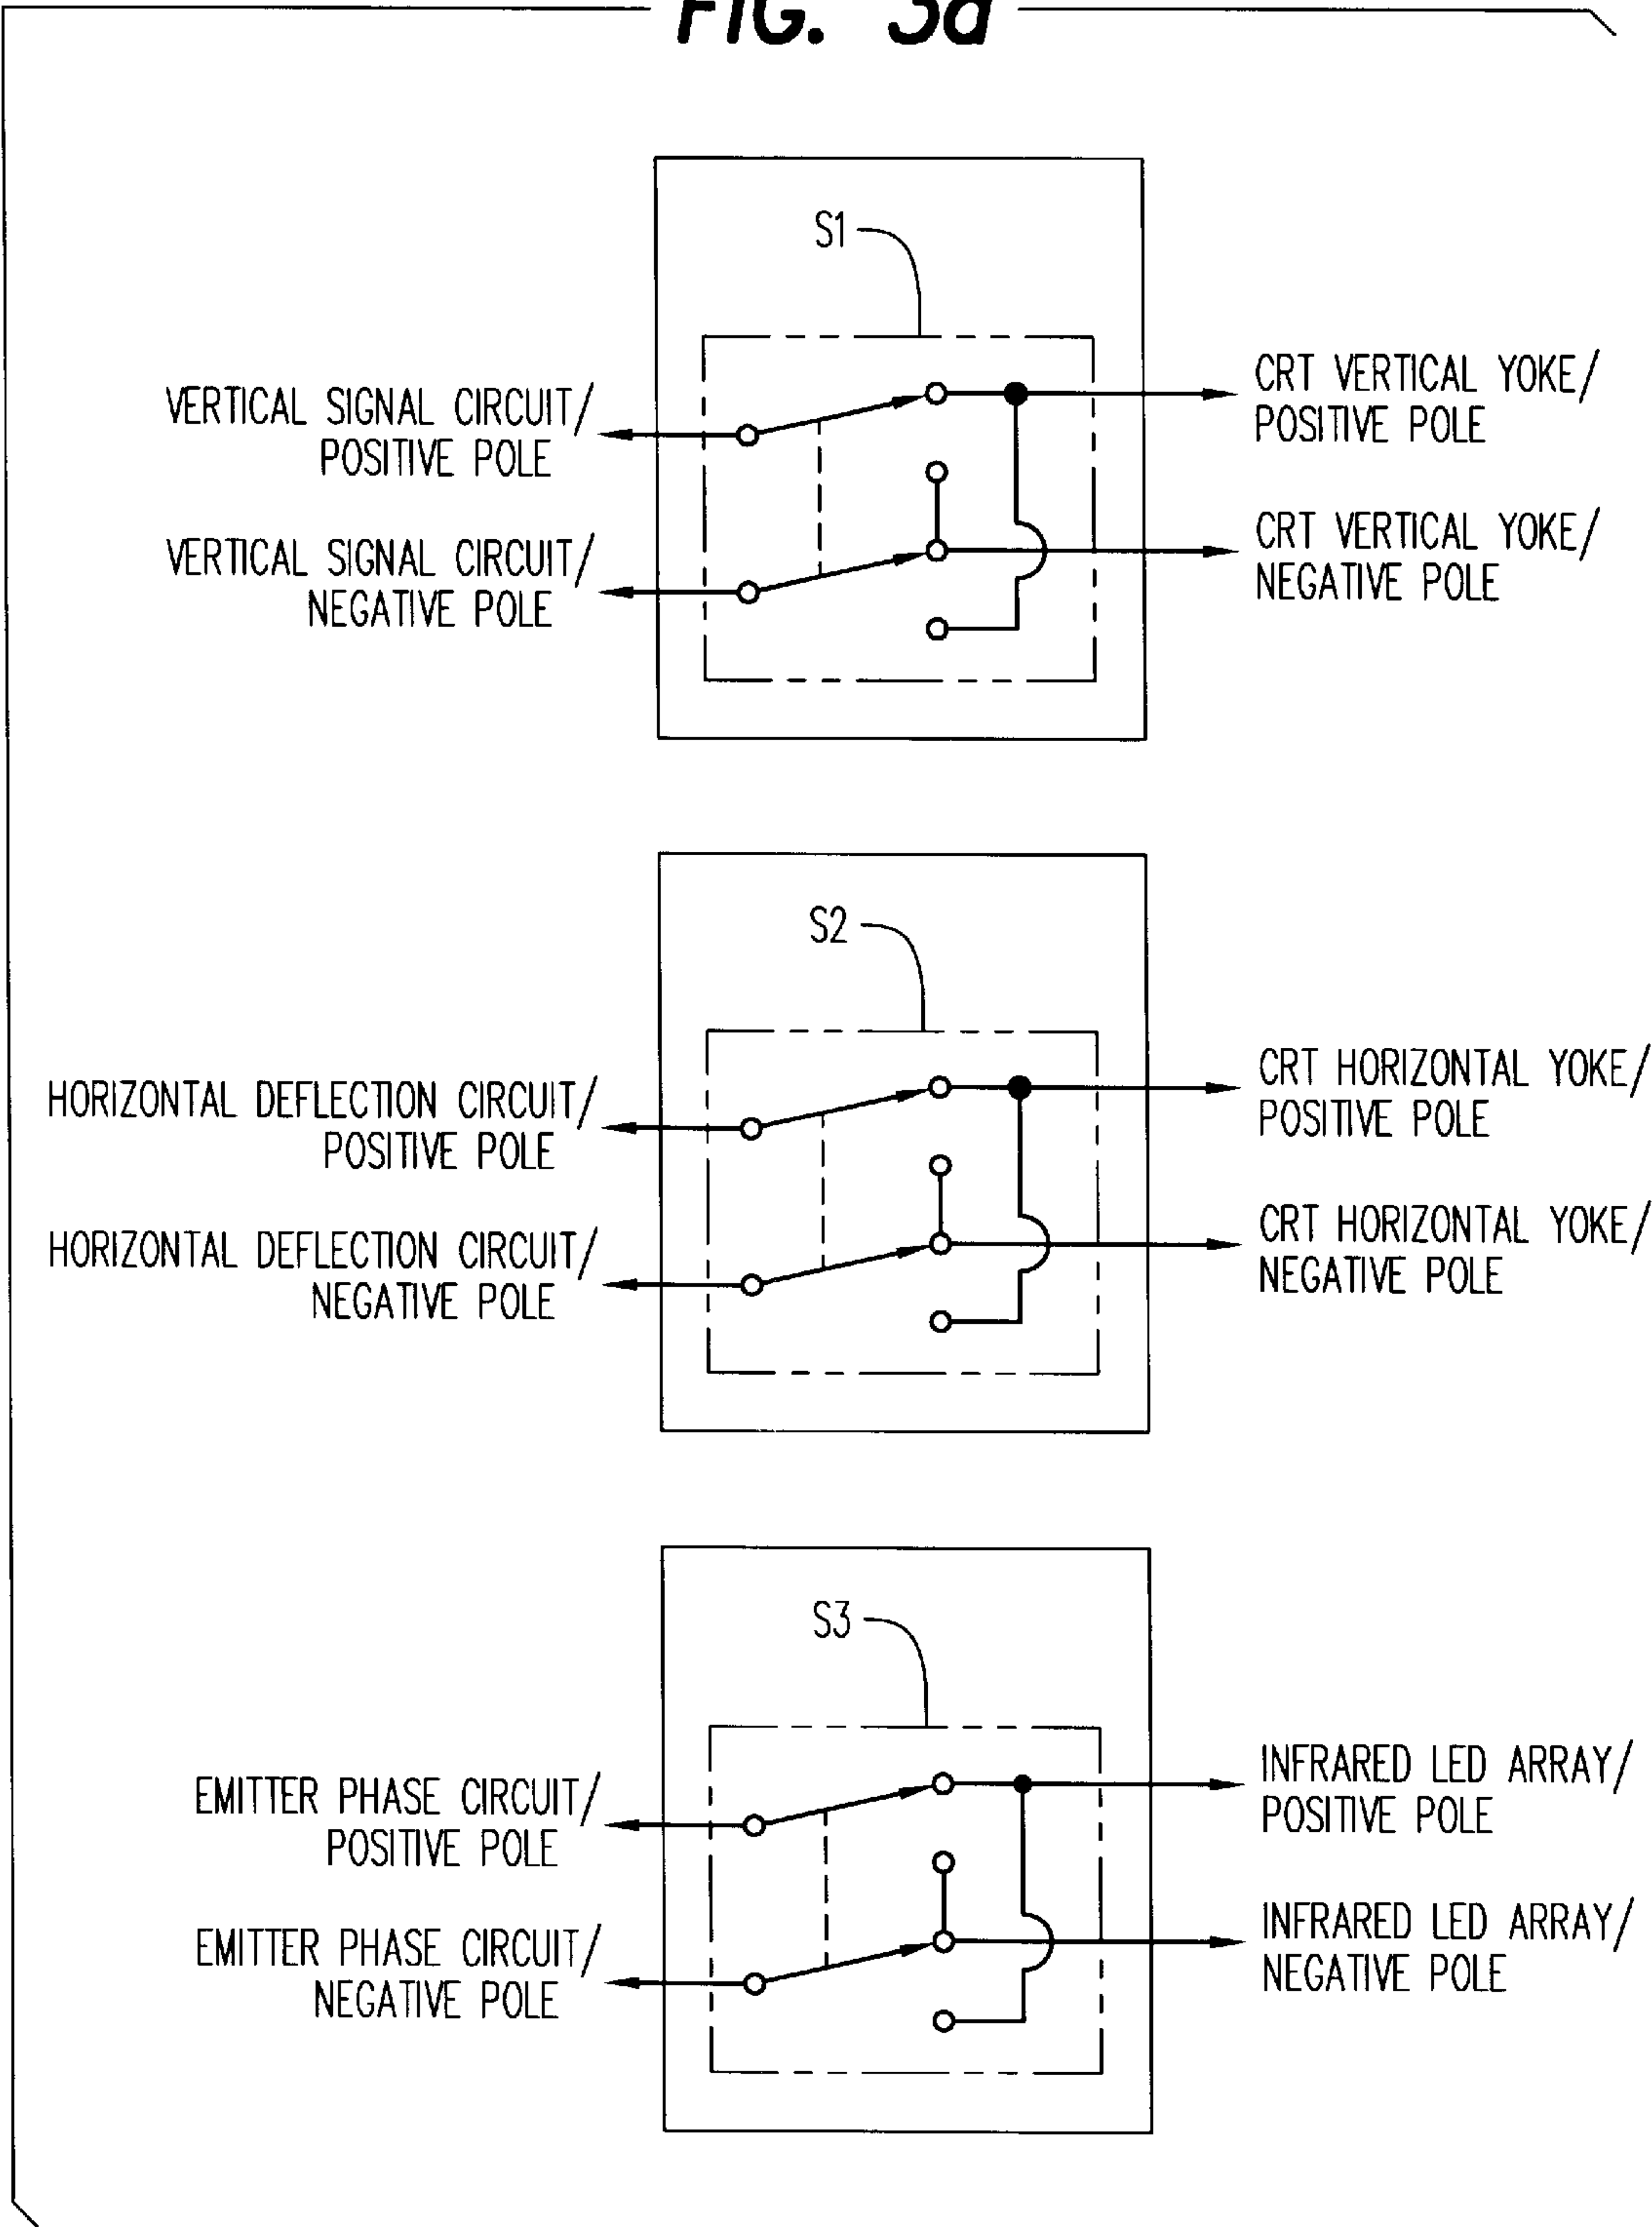 FIG. 3a
S1
VERTICAL SIGNAL CIRCUIT/
POSITIVE POLE
CRT VERTICAL YOKE/
POSITIVE POLE
VERTICAL SIGNAL CIRCUIT/
NEGATIVE POLE
CRT VERTICAL YOKE/
NEGATIVE POLE
S2
HORIZONTAL DEFLECTION CIRCUIT/
POSITIVE POLE
CRT HORIZONTAL YOKE/
POSITIVE POLE
HORIZONTAL DEFLECTION CIRCUIT/
NEGATIVE POLE
CRT HORIZONTAL YOKE/
NEGATIVE POLE
S3
EMITTER PHASE CIRCUIT/
POSITIVE POLE
INFRARED LED ARRAY/
POSITIVE POLE
EMITTER PHASE CIRCUIT/
NEGATIVE POLE
INFRARED LED ARRAY/
NEGATIVE POLE